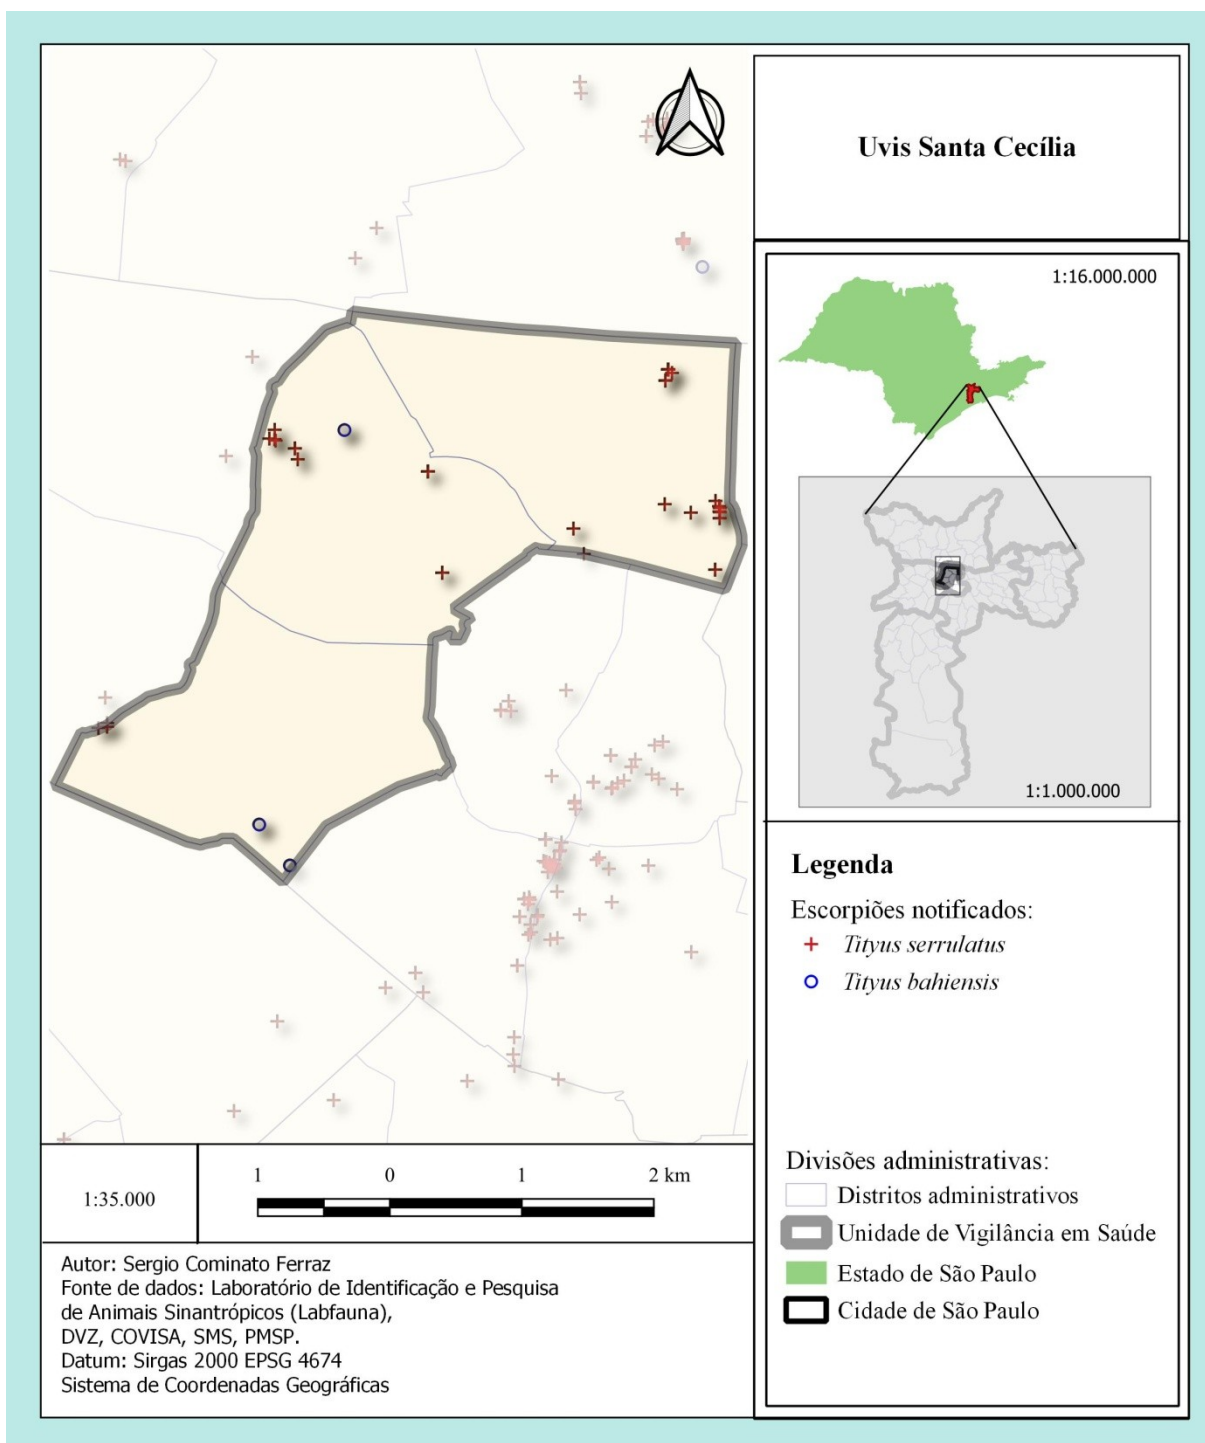 Uvis Santa Cecília
1:16.000.000
1:1.000.000
Legenda
Escorpiões notificados:
Tityus serrulatus
Tityus bahiensis
Divisões administrativas:
Distritos administrativos
Unidade de Vigilância em Saúde
Estado de São Paulo
Cidade de São Paulo
1:35.000
1 0 1 2 km
Autor: Sergio Cominato Ferraz
Fonte de dados: Laboratório de Identificação e Pesquisa
de Animais Sinantrópicos (Labfauna),
DVZ, COVISA, SMS, PMSP.
Datum: Sirgas 2000 EPSG 4674
Sistema de Coordenadas Geográficas